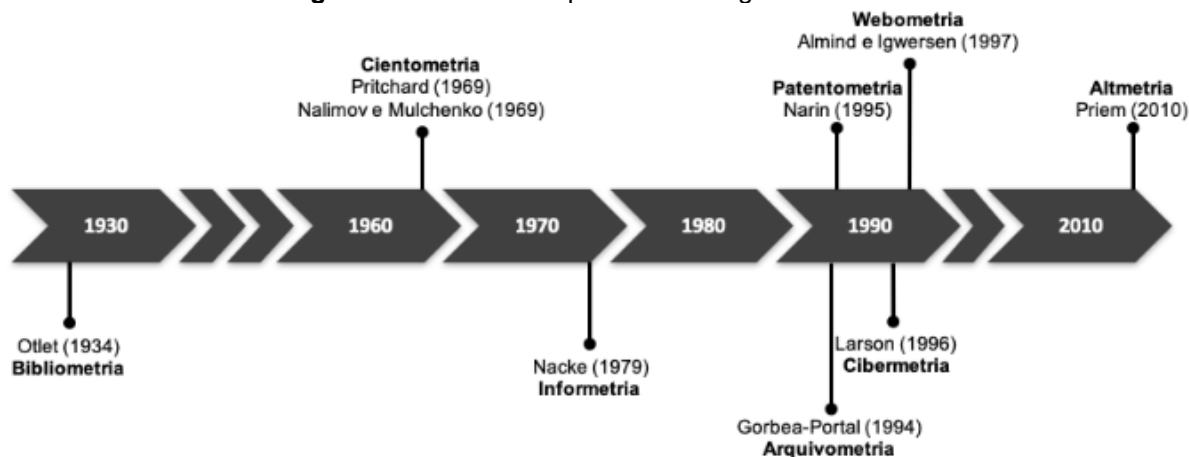 Webometria
Almind e Igwersen (1997)
Cientometria
Pritchard (1969)
Nalimov e Mulchenko (1969)
Patentometria
Narin (1995)
Altmetria
Priem (2010)
1930
1960
1970
1980
1990
2010
Otlet (1934)
Bibliometria
Nacke (1979)
Informetria
Larson (1996)
Cibermetria
Gorbea-Portal (1994)
Arquivometria